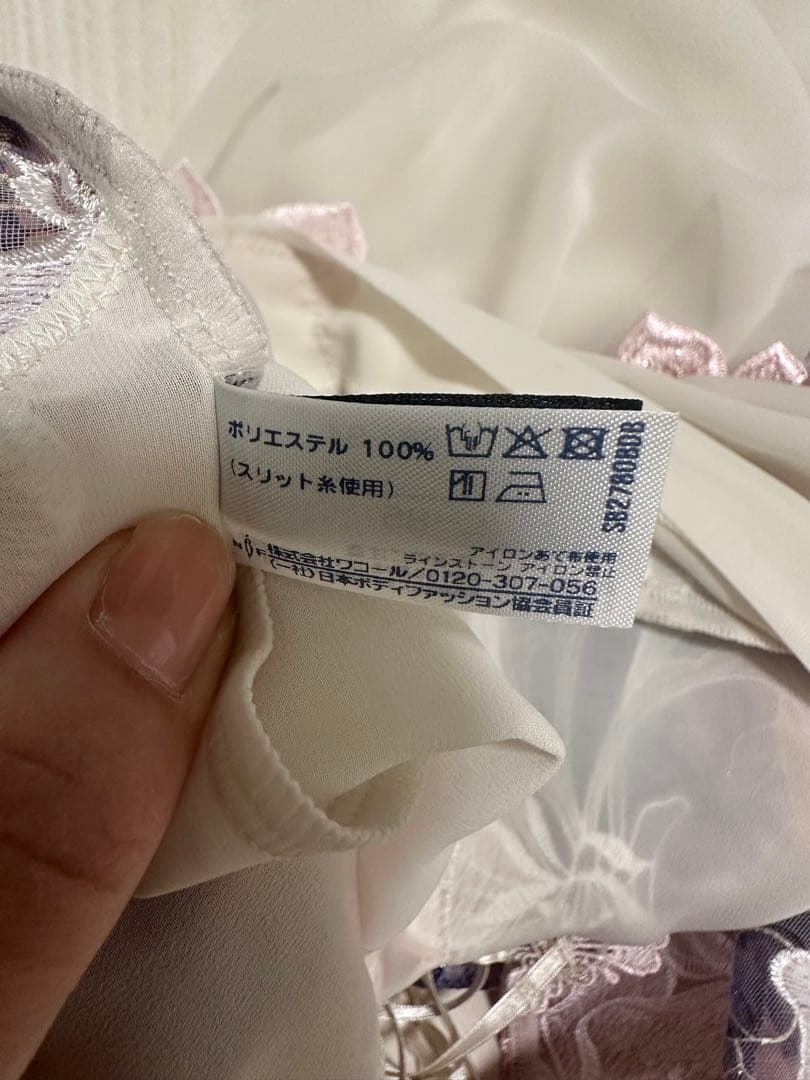 ポリエステル 100%
(スリット糸使用)
SB2780BDB
アイロンあて布使用
ラインストーン アイロン禁止
株式会社ワコール/0120-307-056
(一社)日本ボディファッション協会員証